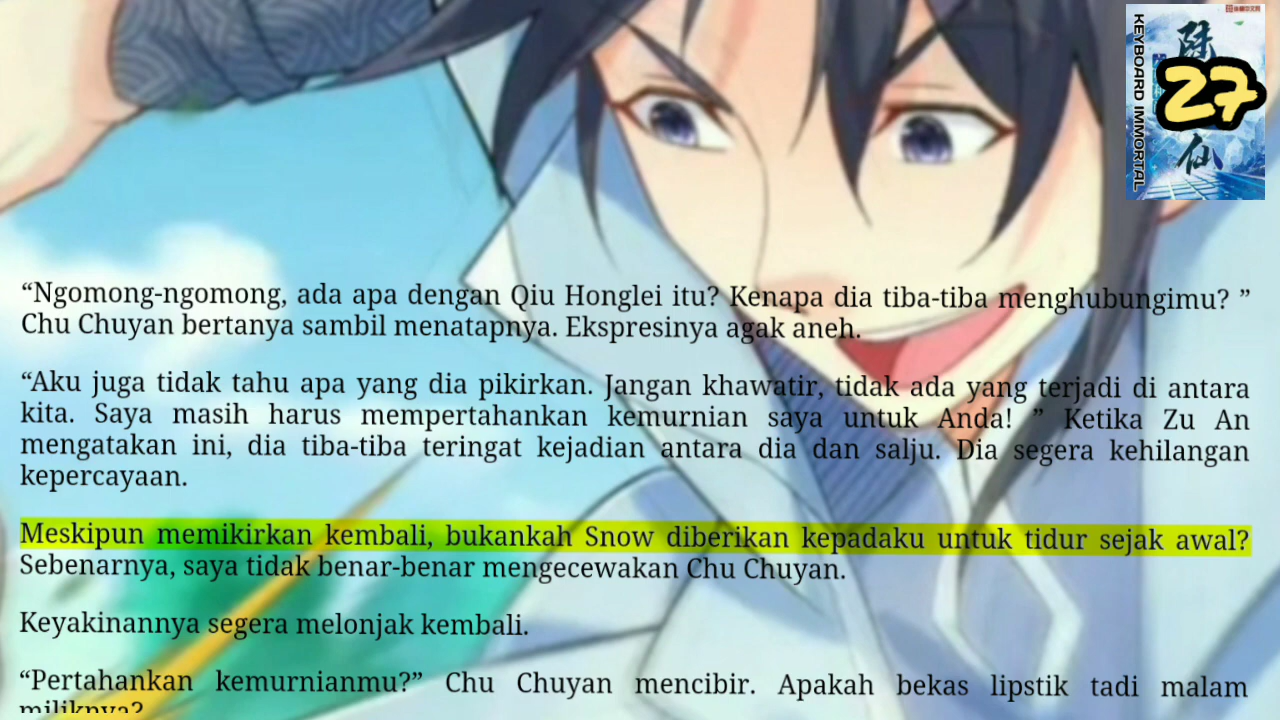 KEYBOARD IMMORTAL
陆
27
仙
“Ngomong-ngomong, ada apa dengan Qiu Honglei itu? Kenapa dia tiba-tiba menghubungimu? ”
Chu Chuyan bertanya sambil menatapnya. Ekspresinya agak aneh.
“Aku juga tidak tahu apa yang dia pikirkan. Jangan khawatir, tidak ada yang terjadi di antara
kita. Saya masih harus mempertahankan kemurnian saya untuk Anda! ” Ketika Zu An
mengatakan ini, dia tiba-tiba teringat kejadian antara dia dan salju. Dia segera kehilangan
kepercayaan.
Meskipun memikirkan kembali, bukankah Snow diberikan kepadaku untuk tidur sejak awal?
Sebenarnya, saya tidak benar-benar mengecewakan Chu Chuyan.
Keyakinannya segera melonjak kembali.
“Pertahankan kemurnianmu?” Chu Chuyan mencibir. Apakah bekas lipstik tadi malam
miliknya?